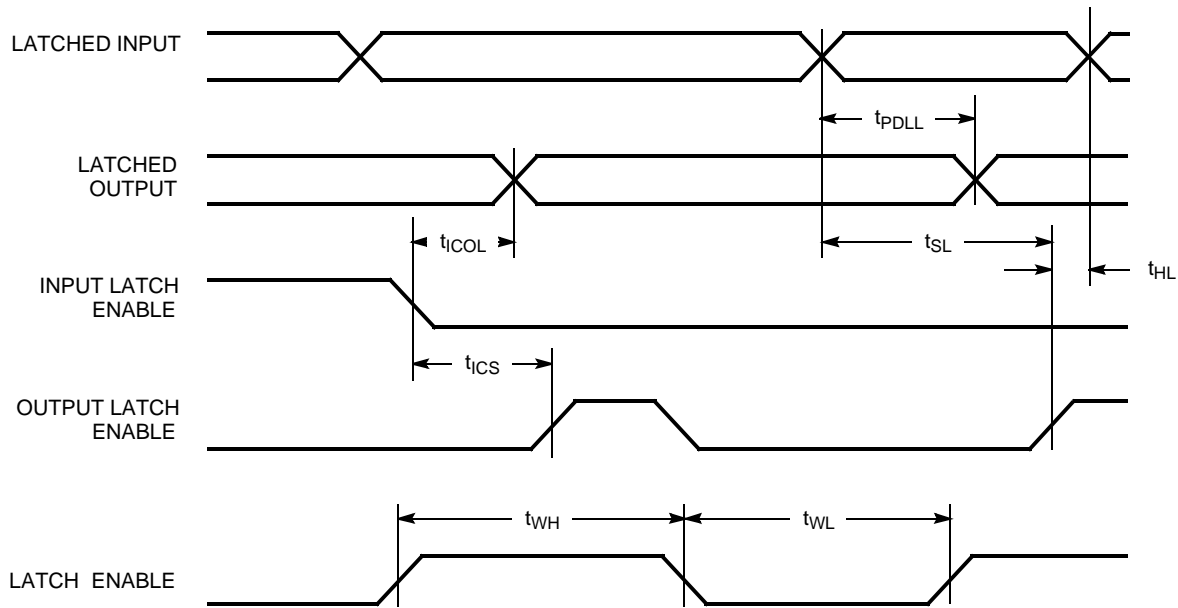 LATCHED INPUT
tPDLL
LATCHED
OUTPUT
tICOL
tSL
tHL
INPUT LATCH
ENABLE
tICS
OUTPUT LATCH
ENABLE
tWH
tWL
LATCH ENABLE